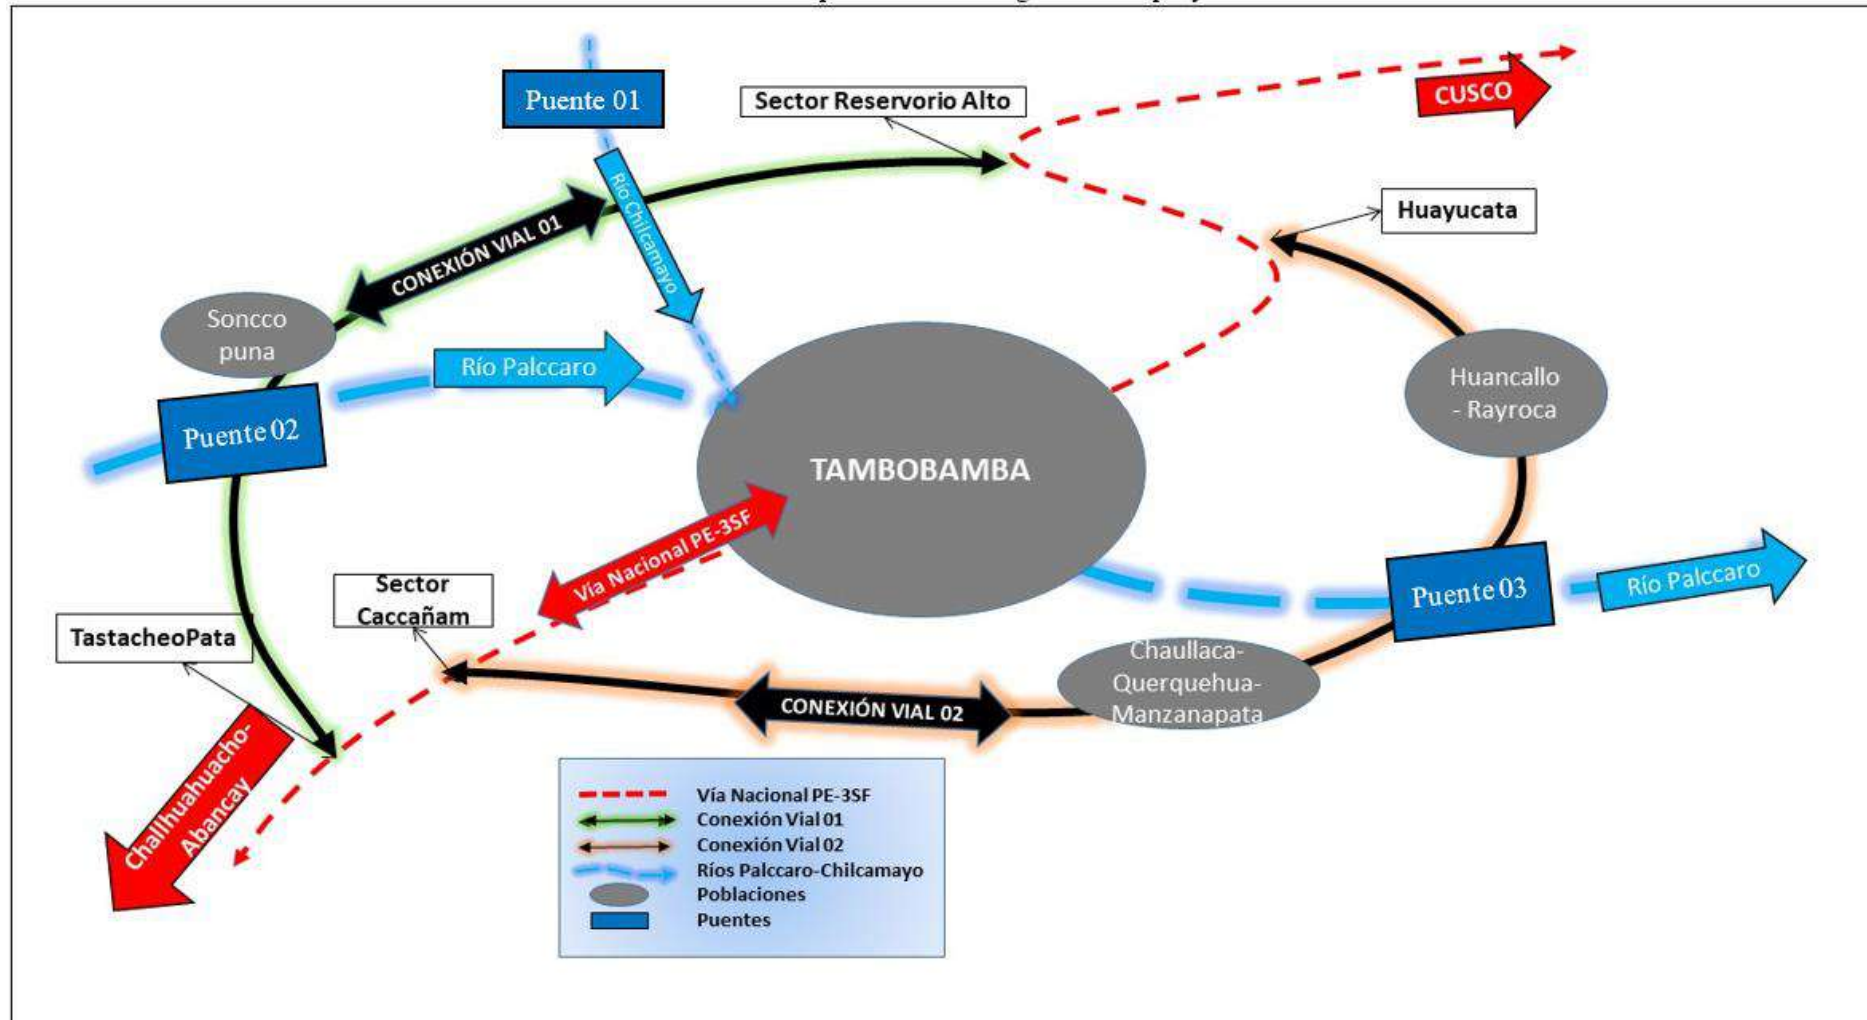 Puente 01
Sector Reservorio Alto
CUSCO
Río Chilcamayo
Huayucata
CONEXIÓN VIAL 01
Soncco
puna
Río Palccaro
Huancallo
- Rayroca
Puente 02
TAMBOBAMBA
Vía Nacional PE-3SF
Sector
Caccañam
Puente 03
Río Palccaro
TastacheoPata
Chaullaca-
Querquehua-
Manzanapata
CONEXIÓN VIAL 02
Challhuahuacho-
Abancay
Vía Nacional PE-3SF
Conexión Vial 01
Conexión Vial 02
Ríos Palccaro-Chilcamayo
Poblaciones
Puentes